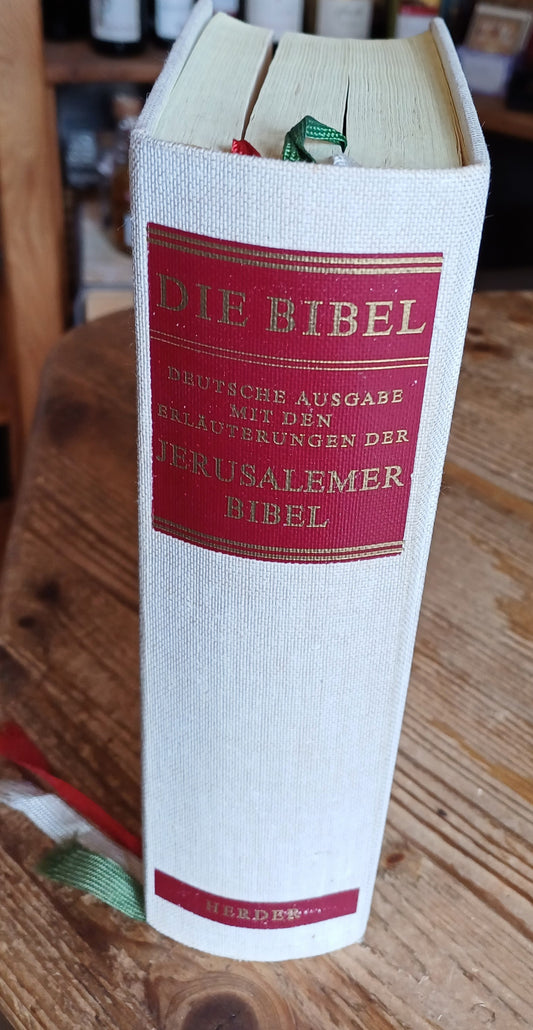 DIE BIBEL
DEUTSCHE AUSGABE
MIT DEN
ERLÄUTERUNGEN DER
JERUSALEMER
BIBEL
HERDER